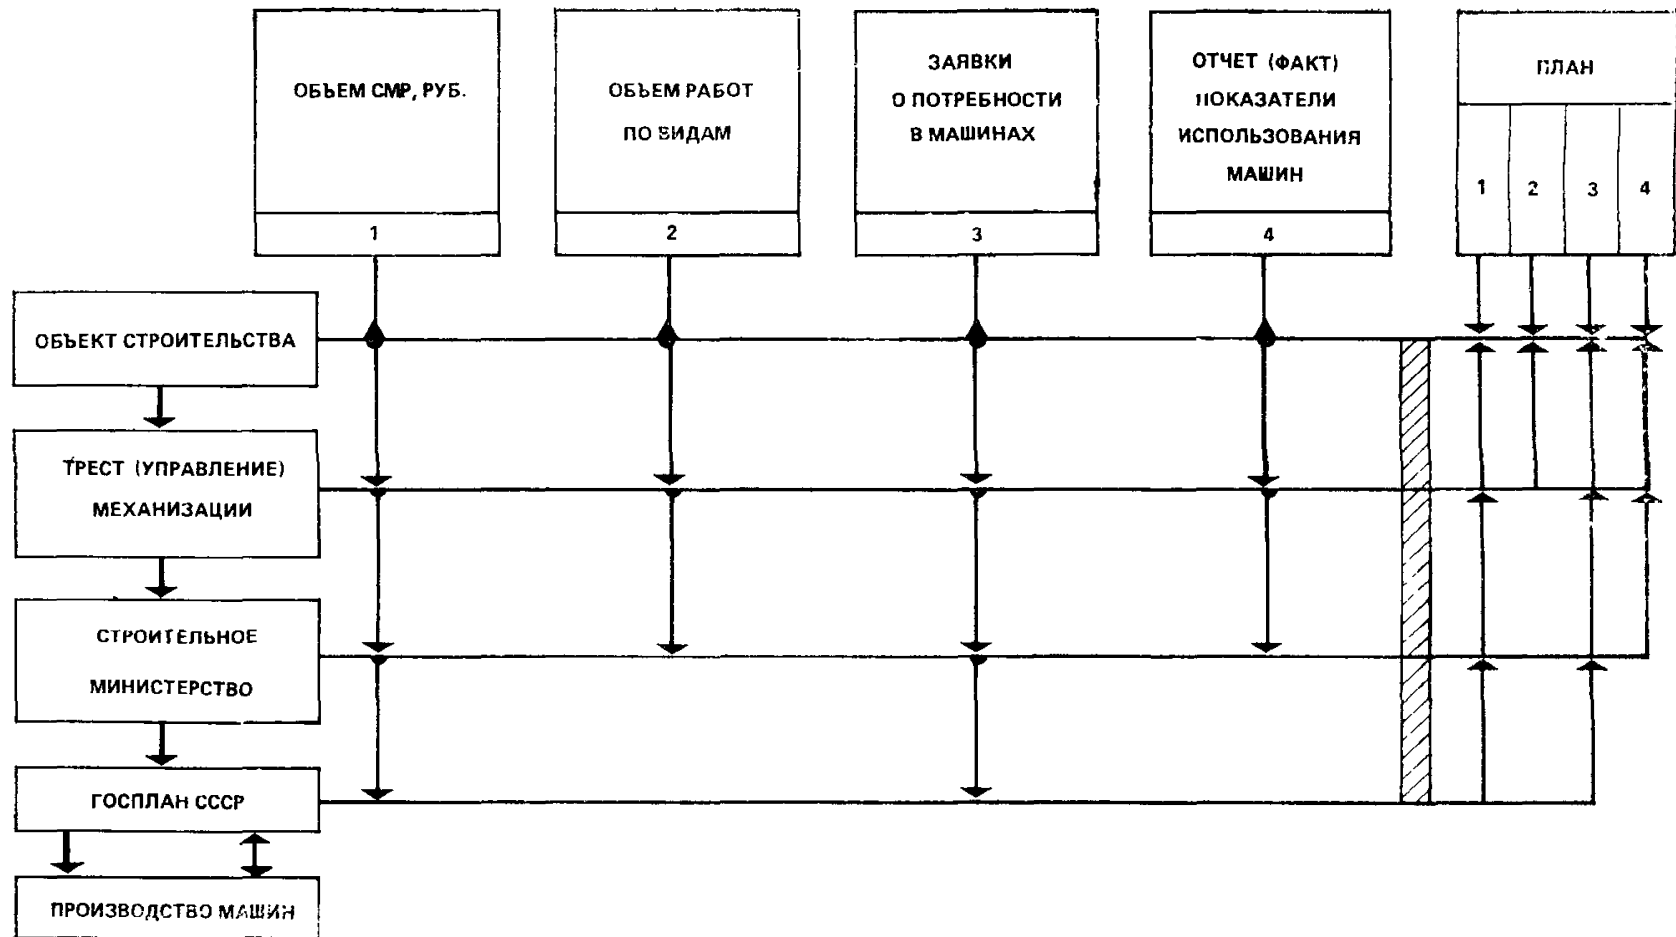 ОБЪЕМ СМР, РУБ.
1
ОБЪЕМ РАБОТ
ПО ВИДАМ
2
ЗАЯВКИ
О ПОТРЕБНОСТИ
В МАШИНАХ
3
ОТЧЕТ (ФАКТ)
ПОКАЗАТЕЛИ
ИСПОЛЬЗОВАНИЯ
МАШИН
4
ПЛАН
1 2 3 4
ОБЪЕКТ СТРОИТЕЛЬСТВА
ТРЕСТ (УПРАВЛЕНИЕ)
МЕХАНИЗАЦИИ
СТРОИТЕЛЬНОЕ
МИНИСТЕРСТВО
ГОСПЛАН СССР
ПРОИЗВОДСТВО МАШИН